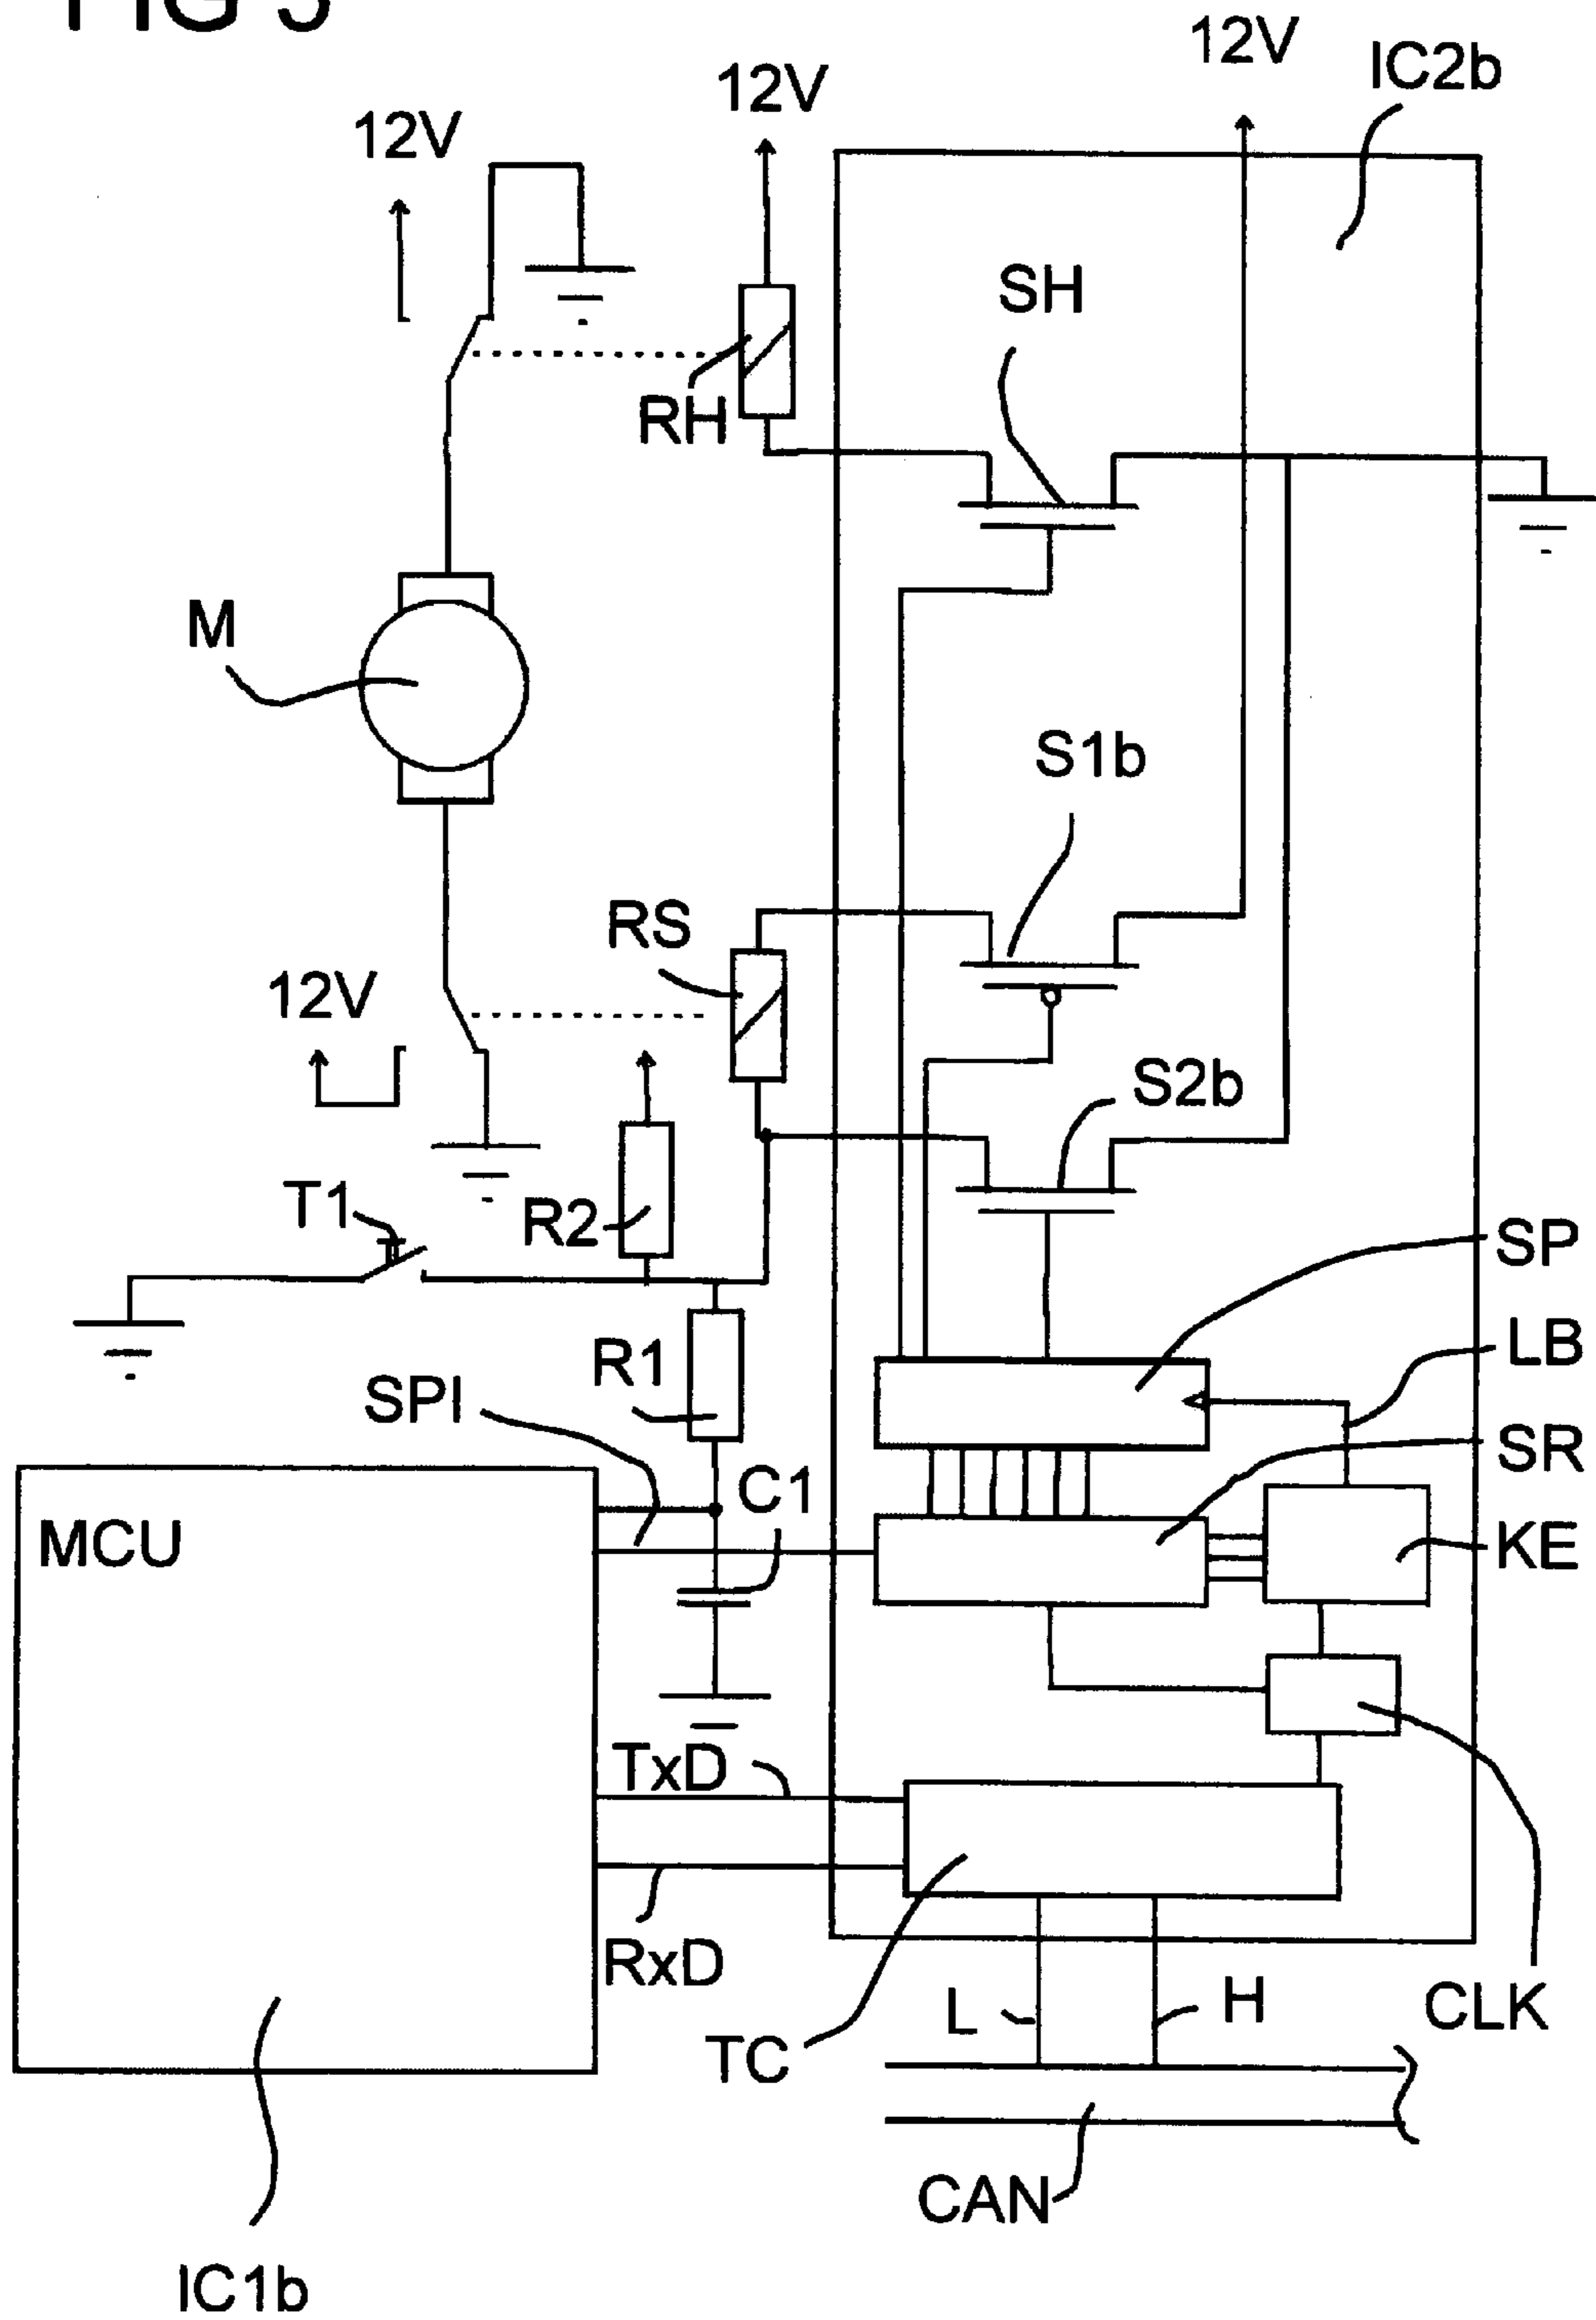 12V
IC2b
12V
12V
SH
RH
M
S1b
RS
12V
S2b
T1
R2
SP
LB
R1
SPI
SR
C1
MCU
KE
TxD
RxD
L
H
CLK
TC
CAN
IC1b